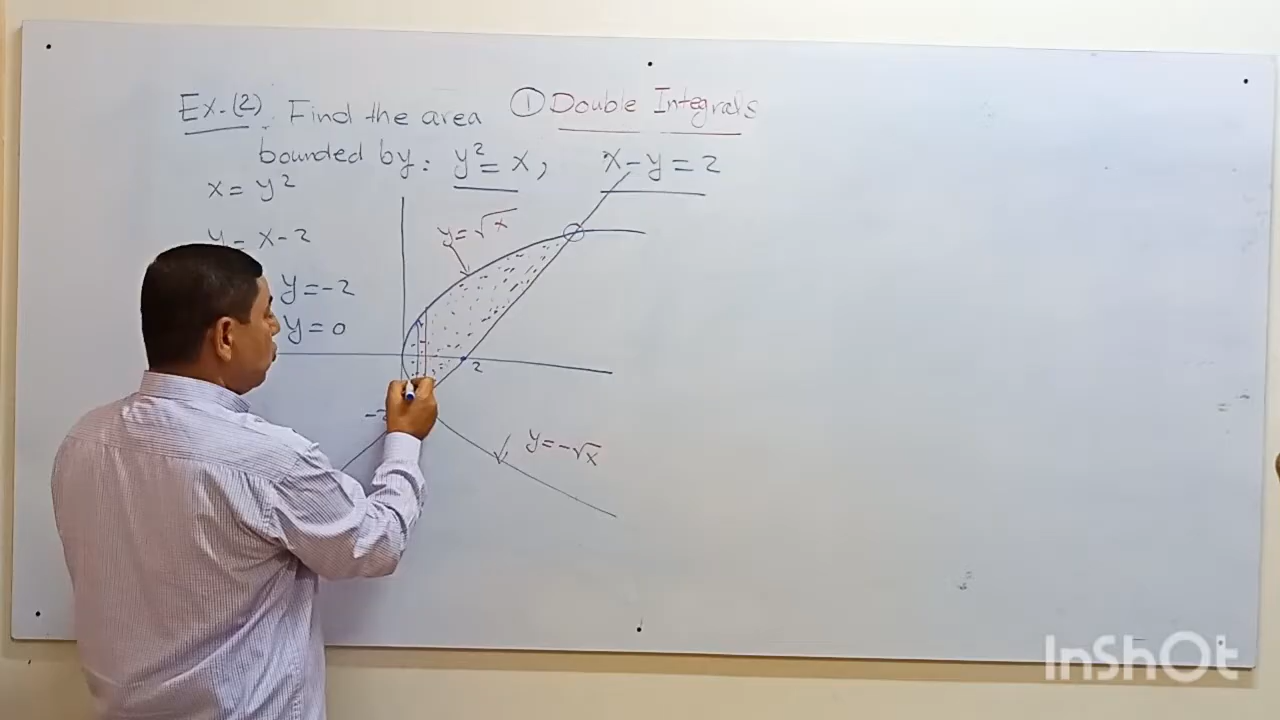 Ex-(2). Find the area
① Double Integrals
bounded by: y² = x, x - y = 2
x = y²
y = x - 2
y = -2
y = 0
y = √x
2
y = -√x
InShOt